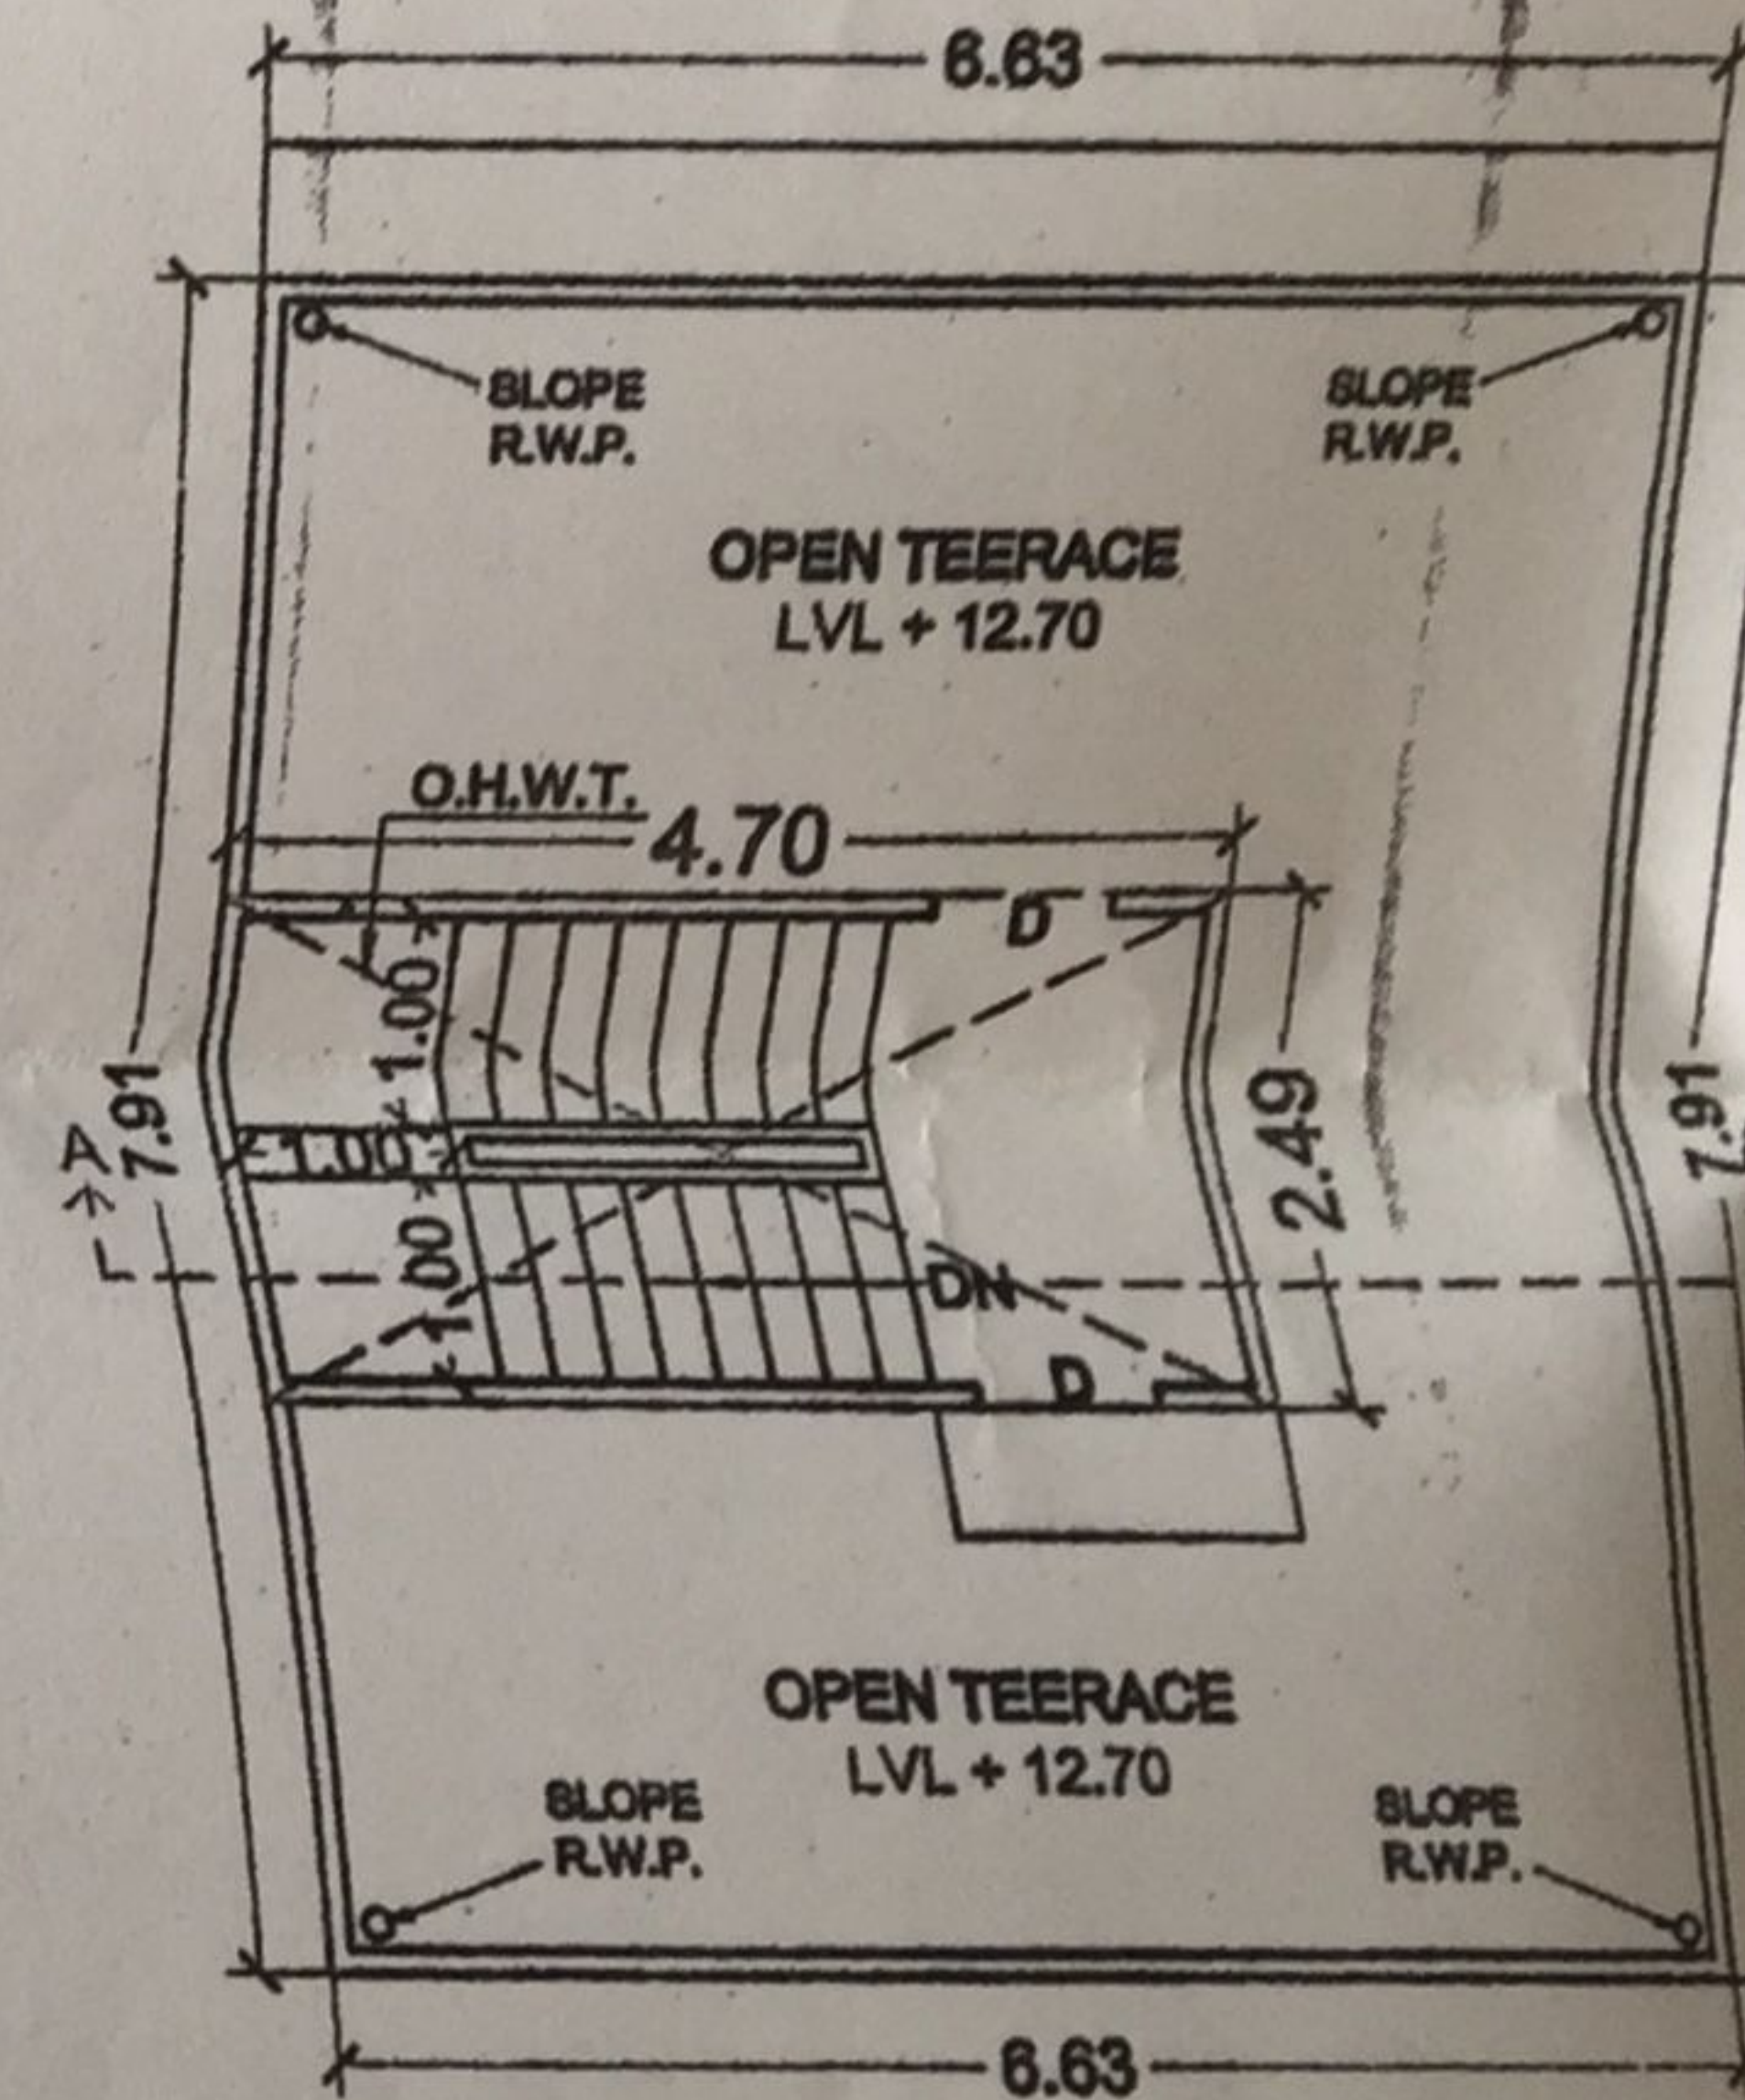 6.63
SLOPE
R.W.P.
SLOPE
R.W.P.
OPEN TEERACE
LVL + 12.70
O.H.W.T.
4.70
D
1.00
7.91
2.49
7.91
A
1.00
1.00
DN
D
OPEN TEERACE
LVL + 12.70
SLOPE
R.W.P.
SLOPE
R.W.P.
6.63